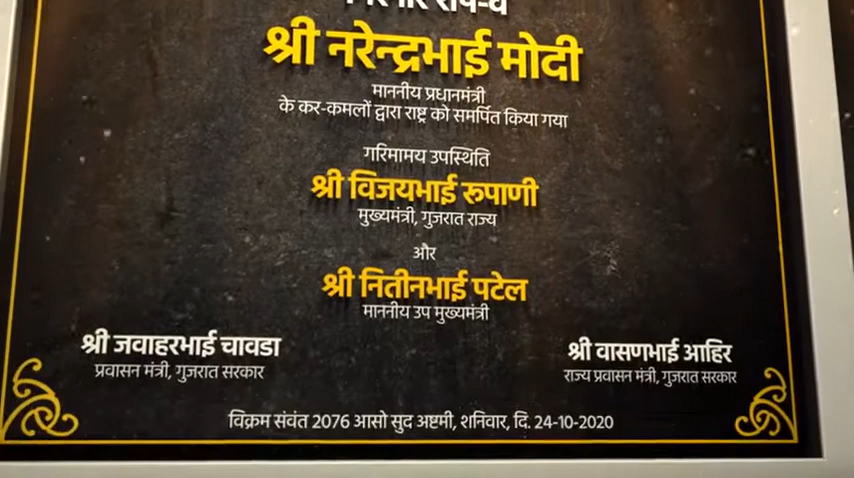 गिरनार रोप-वे
श्री नरेन्द्रभाई मोदी
माननीय प्रधानमंत्री
के कर-कमलों द्वारा राष्ट्र को समर्पित किया गया
गरिमामय उपस्थिति
श्री विजयभाई रूपाणी
मुख्यमंत्री, गुजरात राज्य
और
श्री नितीनभाई पटेल
माननीय उप मुख्यमंत्री
श्री जवाहरभाई चावडा
प्रवासन मंत्री, गुजरात सरकार
श्री वासणभाई आहिर
राज्य प्रवासन मंत्री, गुजरात सरकार
विक्रम संवंत 2076 आसो सुद अष्टमी, शनिवार, दि. 24-10-2020